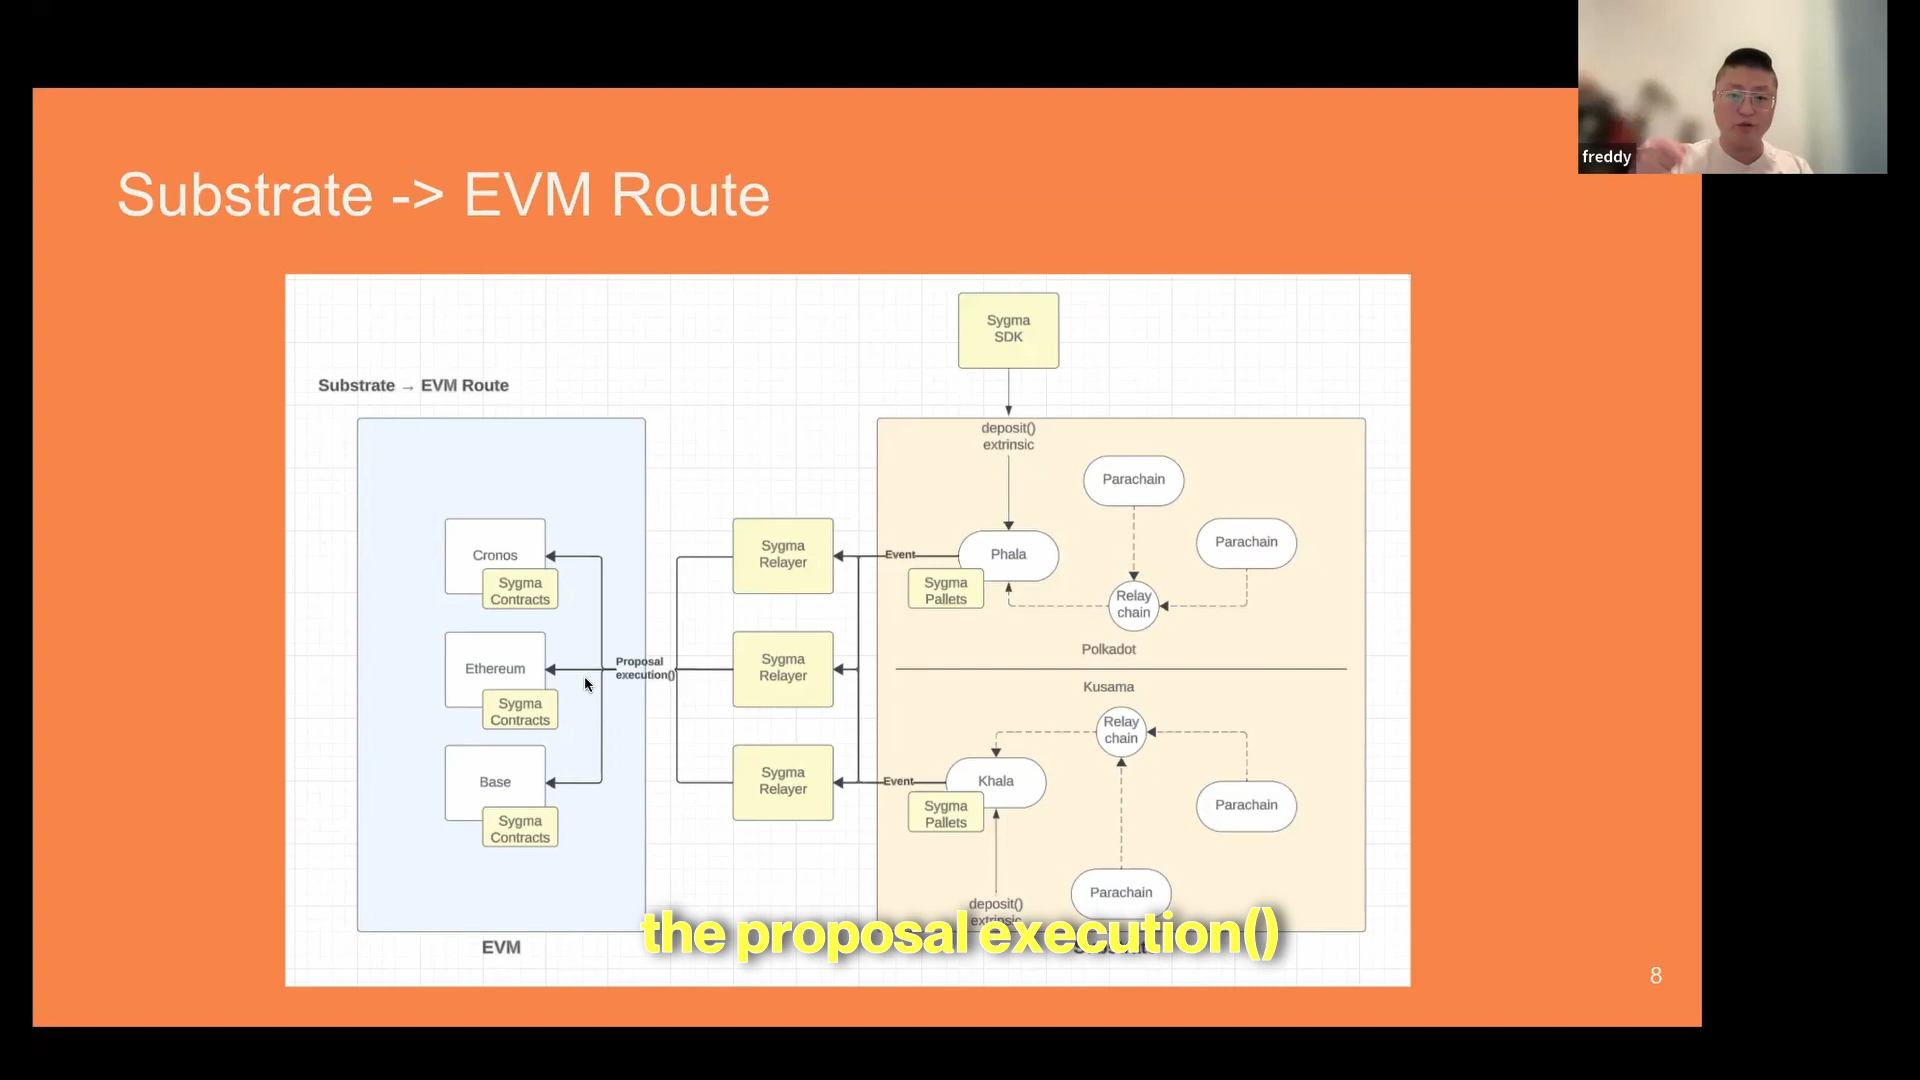 freddy
Substrate -> EVM Route
Sygma
SDK
Substrate → EVM Route
deposit()
extrinsic
Parachain
Parachain
Cronos
Sygma
Contracts
Sygma
Relayer
Event
Phala
Sygma
Pallets
Relay
chain
Polkadot
Ethereum
Sygma
Contracts
Proposal
execution()
Sygma
Relayer
Kusama
Relay
chain
Base
Sygma
Contracts
Sygma
Relayer
Event
Khala
Sygma
Pallets
Parachain
Parachain
deposit()
extrinsic
the proposal execution()
EVM
Substrate
8